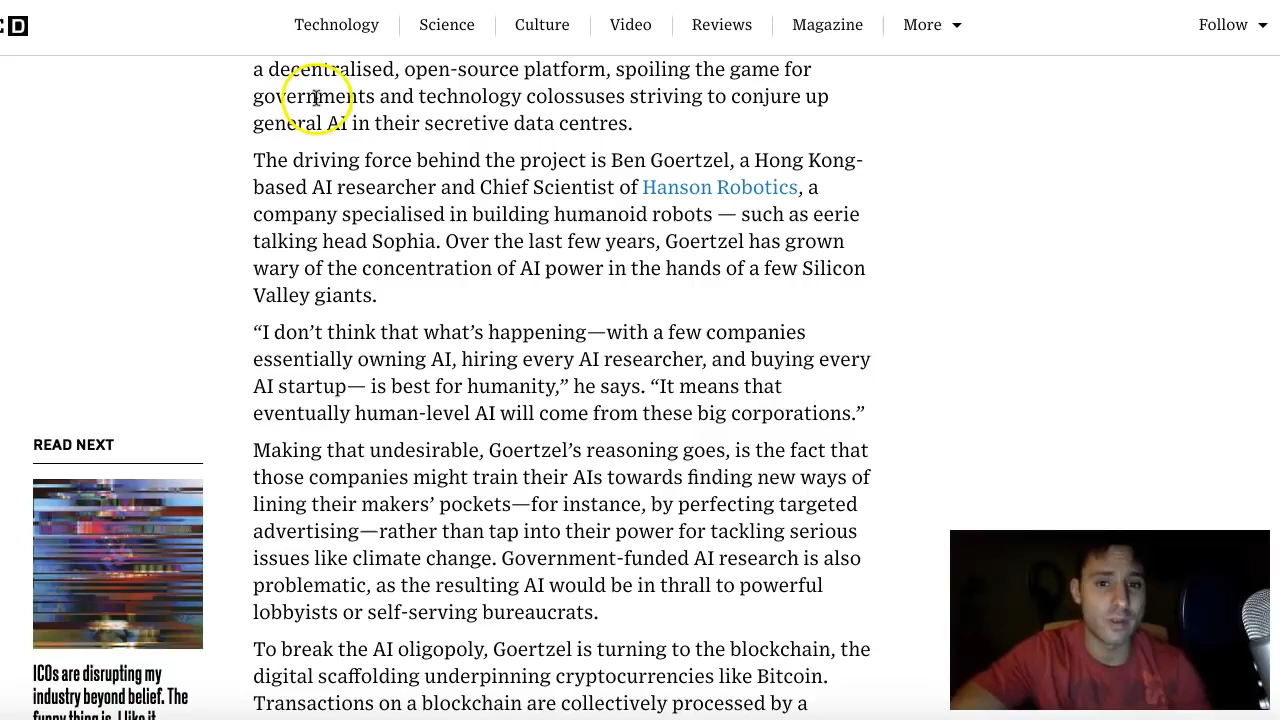 D
Technology
Science
Culture
Video
Reviews
Magazine
More
Follow
a decentralised, open-source platform, spoiling the game for
governments and technology colossuses striving to conjure up
general AI in their secretive data centres.
The driving force behind the project is Ben Goertzel, a Hong Kong-
based AI researcher and Chief Scientist of Hanson Robotics, a
company specialised in building humanoid robots — such as eerie
talking head Sophia. Over the last few years, Goertzel has grown
wary of the concentration of AI power in the hands of a few Silicon
Valley giants.
“I don’t think that what’s happening—with a few companies
essentially owning AI, hiring every AI researcher, and buying every
AI startup— is best for humanity,” he says. “It means that
eventually human-level AI will come from these big corporations.”
Making that undesirable, Goertzel’s reasoning goes, is the fact that
those companies might train their AIs towards finding new ways of
lining their makers’ pockets—for instance, by perfecting targeted
advertising—rather than tap into their power for tackling serious
issues like climate change. Government-funded AI research is also
problematic, as the resulting AI would be in thrall to powerful
lobbyists or self-serving bureaucrats.
To break the AI oligopoly, Goertzel is turning to the blockchain, the
digital scaffolding underpinning cryptocurrencies like Bitcoin.
Transactions on a blockchain are collectively processed by a
READ NEXT
ICOs are disrupting my
industry beyond belief. The
funny thing is, I like it